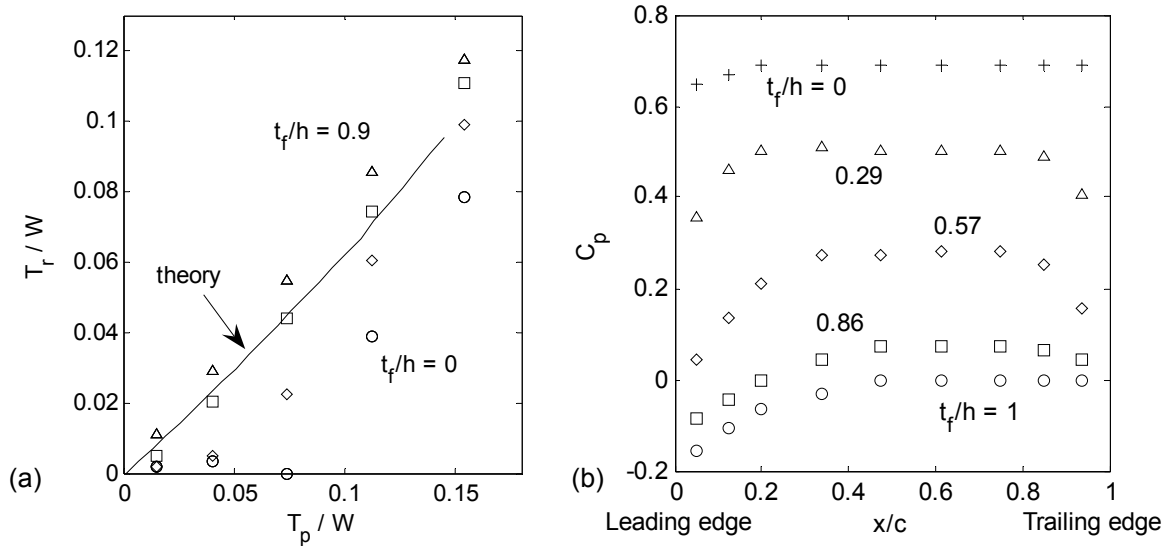 0.12
0.1
0.08
0.06
0.04
0.02
0
T_r / W
t_f/h = 0.9
theory
t_f/h = 0
(a)
0 0.05 0.1 0.15
T_p / W
0.8
0.6
0.4
0.2
0
-0.2
C_p
t_f/h = 0
0.29
0.57
0.86
t_f/h = 1
(b)
0 0.2 0.4 0.6 0.8 1
Leading edge x/c Trailing edge